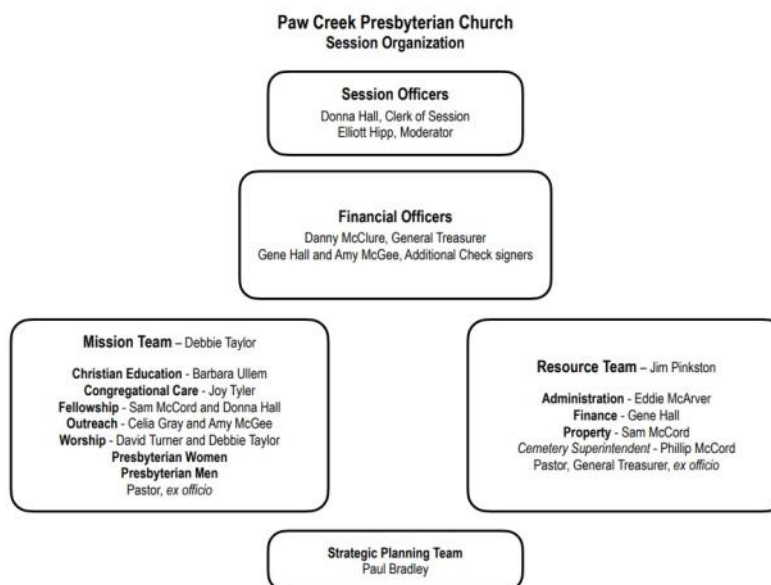 Paw Creek Presbyterian Church
Session Organization
Session Officers
Donna Hall, Clerk of Session
Elliott Hipp, Moderator
Financial Officers
Danny McClure, General Treasurer
Gene Hall and Amy McGee, Additional Check signers
Mission Team – Debbie Taylor
Christian Education - Barbara Ullem
Congregational Care - Joy Tyler
Fellowship - Sam McCord and Donna Hall
Outreach - Celia Gray and Amy McGee
Worship - David Turner and Debbie Taylor
Presbyterian Women
Presbyterian Men
Pastor, ex officio
Resource Team – Jim Pinkston
Administration - Eddie McArver
Finance - Gene Hall
Property - Sam McCord
Cemetery Superintendent - Phillip McCord
Pastor, General Treasurer, ex officio
Strategic Planning Team
Paul Bradley